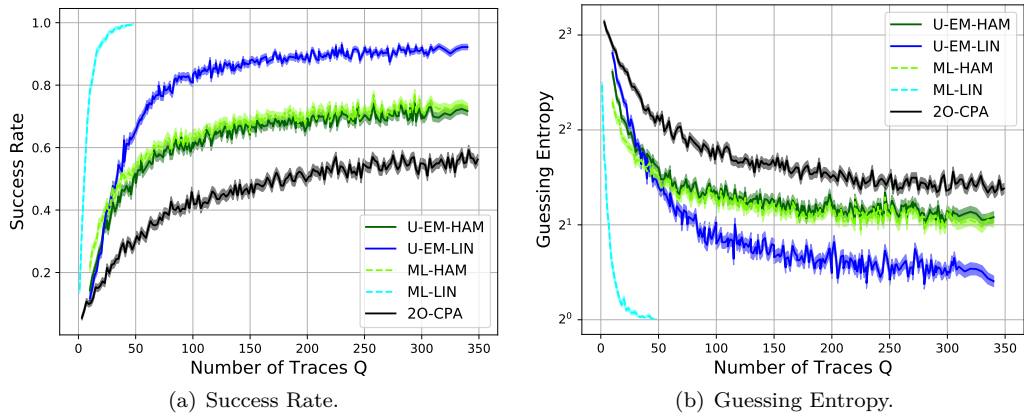 1.0
0.8
0.6
0.4
0.2
Success Rate
U-EM-HAM
U-EM-LIN
ML-HAM
ML-LIN
2O-CPA
0 50 100 150 200 250 300 350
Number of Traces Q
(a) Success Rate.
2^3
2^2
2^1
2^0
Guessing Entropy
U-EM-HAM
U-EM-LIN
ML-HAM
ML-LIN
2O-CPA
0 50 100 150 200 250 300 350
Number of Traces Q
(b) Guessing Entropy.